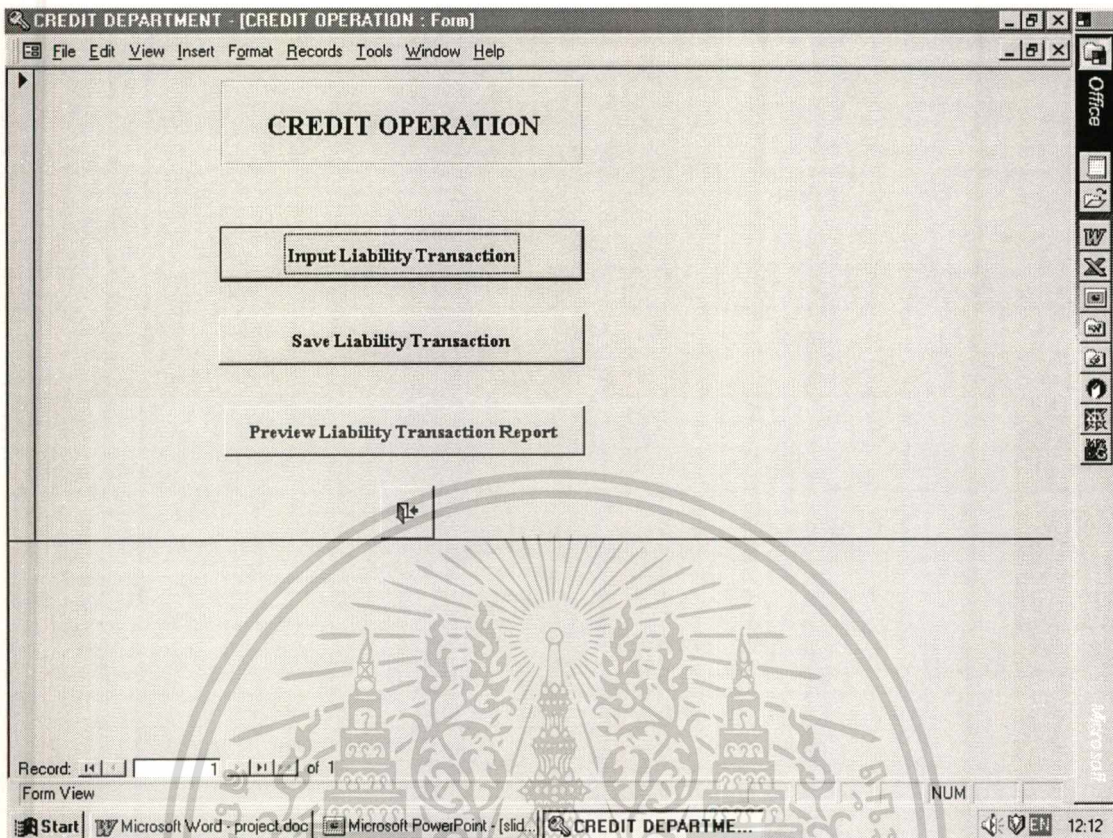 CREDIT DEPARTMENT - [CREDIT OPERATION : Form]
File Edit View Insert Format Records Tools Window Help
Office
CREDIT OPERATION
Input Liability Transaction
Save Liability Transaction
Preview Liability Transaction Report
Microsoft
Record: 1 of 1
Form View NUM
Start Microsoft Word - project.doc Microsoft PowerPoint - [slid... CREDIT DEPARTME... EN 12:12